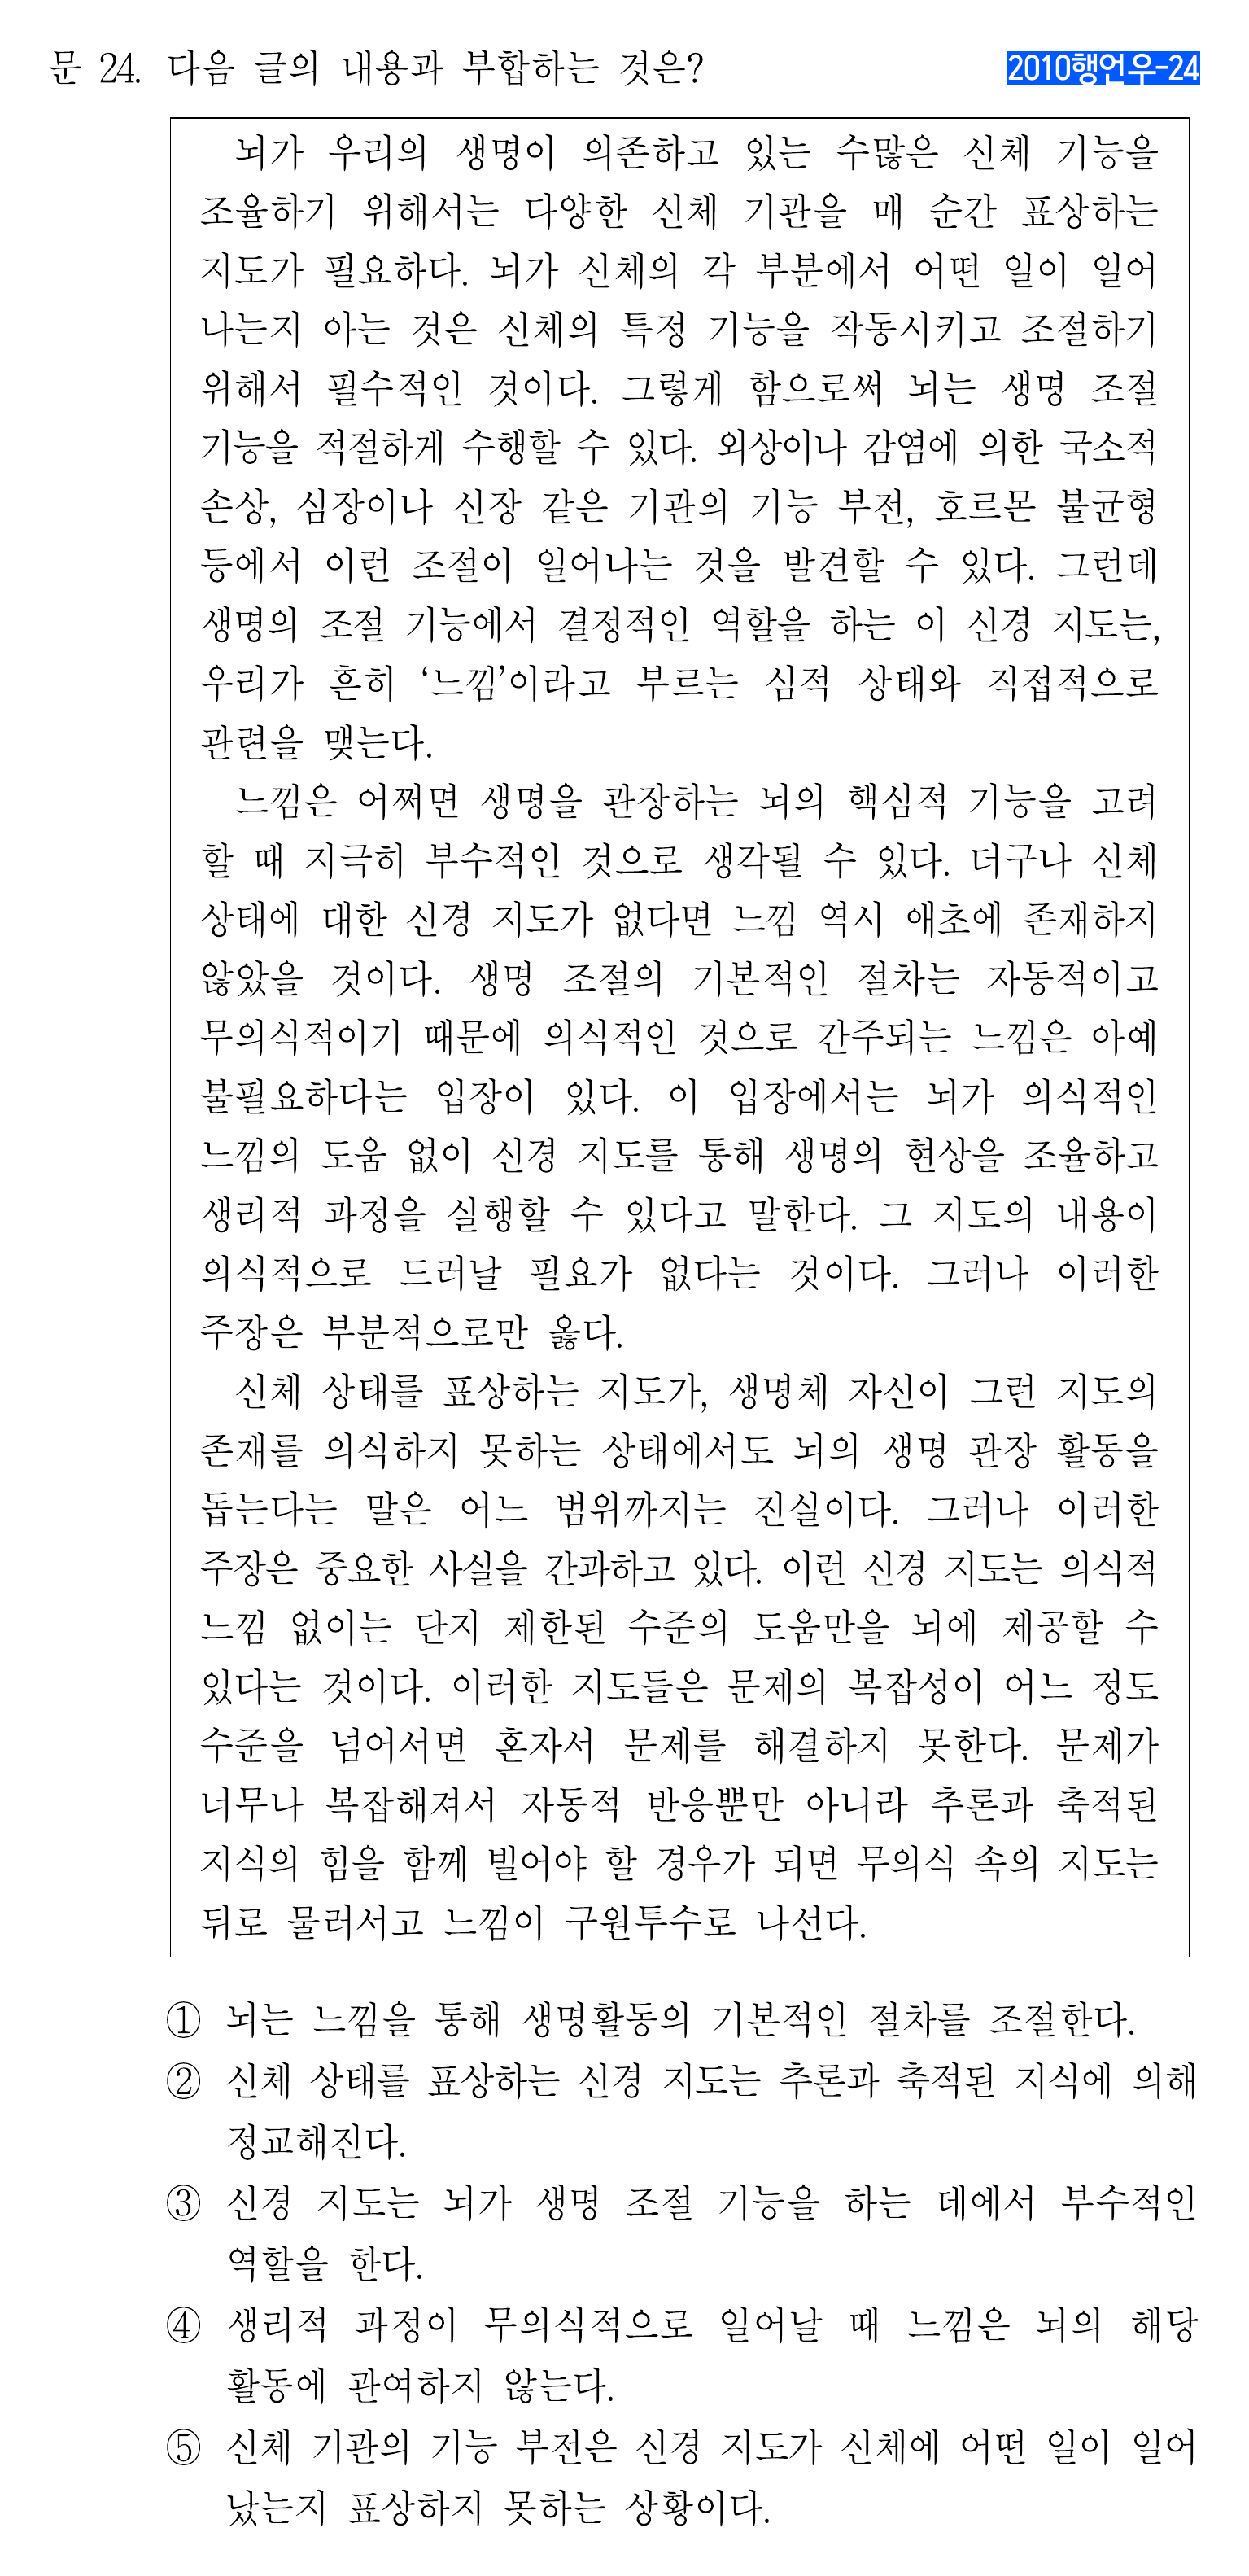 문 24. 다음 글의 내용과 부합하는 것은?
2010행언우-24
뇌가 우리의 생명이 의존하고 있는 수많은 신체 기능을
조율하기 위해서는 다양한 신체 기관을 매 순간 표상하는
지도가 필요하다. 뇌가 신체의 각 부분에서 어떤 일이 일어
나는지 아는 것은 신체의 특정 기능을 작동시키고 조절하기
위해서 필수적인 것이다. 그렇게 함으로써 뇌는 생명 조절
기능을 적절하게 수행할 수 있다. 외상이나 감염에 의한 국소적
손상, 심장이나 신장 같은 기관의 기능 부전, 호르몬 불균형
등에서 이런 조절이 일어나는 것을 발견할 수 있다. 그런데
생명의 조절 기능에서 결정적인 역할을 하는 이 신경 지도는,
우리가 흔히 ‘느낌’이라고 부르는 심적 상태와 직접적으로
관련을 맺는다.
느낌은 어쩌면 생명을 관장하는 뇌의 핵심적 기능을 고려
할 때 지극히 부수적인 것으로 생각될 수 있다. 더구나 신체
상태에 대한 신경 지도가 없다면 느낌 역시 애초에 존재하지
않았을 것이다. 생명 조절의 기본적인 절차는 자동적이고
무의식적이기 때문에 의식적인 것으로 간주되는 느낌은 아예
불필요하다는 입장이 있다. 이 입장에서는 뇌가 의식적인
느낌의 도움 없이 신경 지도를 통해 생명의 현상을 조율하고
생리적 과정을 실행할 수 있다고 말한다. 그 지도의 내용이
의식적으로 드러날 필요가 없다는 것이다. 그러나 이러한
주장은 부분적으로만 옳다.
신체 상태를 표상하는 지도가, 생명체 자신이 그런 지도의
존재를 의식하지 못하는 상태에서도 뇌의 생명 관장 활동을
돕는다는 말은 어느 범위까지는 진실이다. 그러나 이러한
주장은 중요한 사실을 간과하고 있다. 이런 신경 지도는 의식적
느낌 없이는 단지 제한된 수준의 도움만을 뇌에 제공할 수
있다는 것이다. 이러한 지도들은 문제의 복잡성이 어느 정도
수준을 넘어서면 혼자서 문제를 해결하지 못한다. 문제가
너무나 복잡해져서 자동적 반응뿐만 아니라 추론과 축적된
지식의 힘을 함께 빌어야 할 경우가 되면 무의식 속의 지도는
뒤로 물러서고 느낌이 구원투수로 나선다.
① 뇌는 느낌을 통해 생명활동의 기본적인 절차를 조절한다.
② 신체 상태를 표상하는 신경 지도는 추론과 축적된 지식에 의해
정교해진다.
③ 신경 지도는 뇌가 생명 조절 기능을 하는 데에서 부수적인
역할을 한다.
④ 생리적 과정이 무의식적으로 일어날 때 느낌은 뇌의 해당
활동에 관여하지 않는다.
⑤ 신체 기관의 기능 부전은 신경 지도가 신체에 어떤 일이 일어
났는지 표상하지 못하는 상황이다.